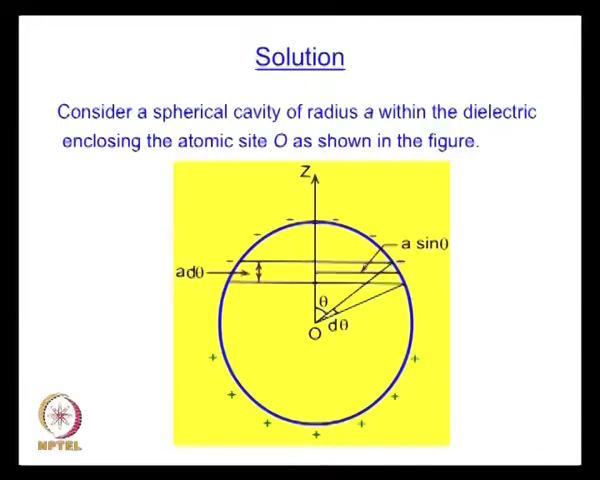 Solution
Consider a spherical cavity of radius a within the dielectric
enclosing the atomic site O as shown in the figure.
Z
a sinθ
adθ
θ
O dθ
NPTEL